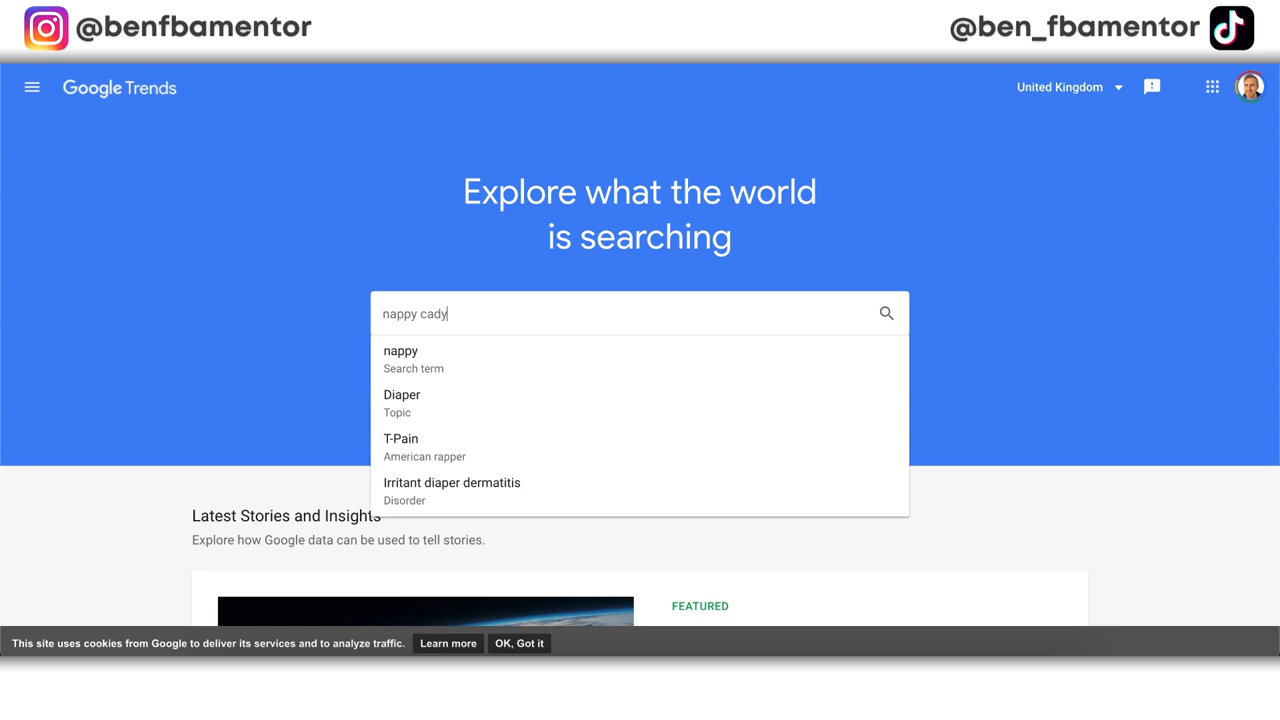 @benfbamentor
@ben_fbamentor
Google Trends
United Kingdom
Explore what the world
is searching
nappy cady
nappy
Search term
Diaper
Topic
T-Pain
American rapper
Irritant diaper dermatitis
Disorder
Latest Stories and Insights
Explore how Google data can be used to tell stories.
FEATURED
This site uses cookies from Google to deliver its services and to analyze traffic. Learn more OK, Got it